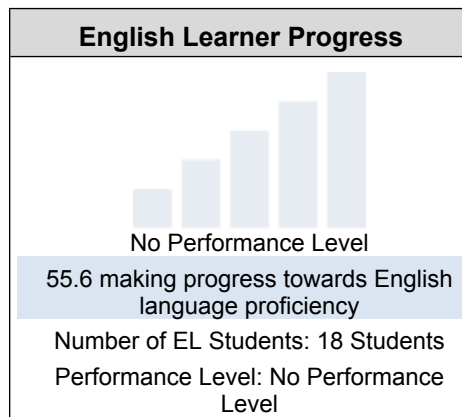 English Learner Progress
No Performance Level
55.6 making progress towards English
language proficiency
Number of EL Students: 18 Students
Performance Level: No Performance
Level